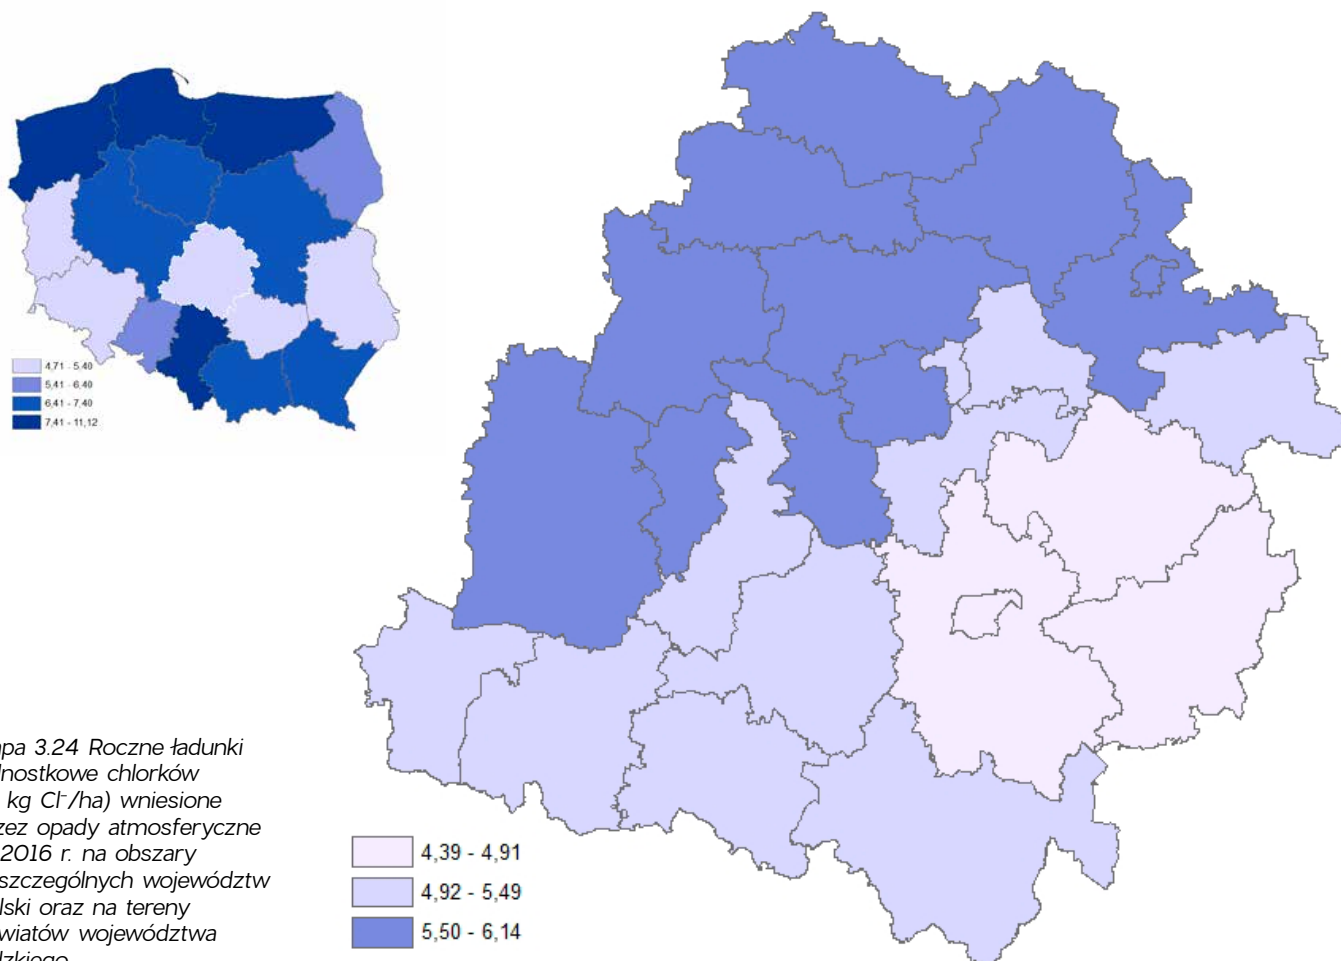 4,71 - 5,40
5,41 - 6,40
6,41 - 7,40
7,41 - 11,12
apa 3.24 Roczne ładunki
dnostkowe chlorków
kg Cl⁻/ha) wniesione
zez opady atmosferyczne
2016 r. na obszary
szczególnych województw
lski oraz na tereny
wiatów województwa
dzkiego
4,39 - 4,91
4,92 - 5,49
5,50 - 6,14